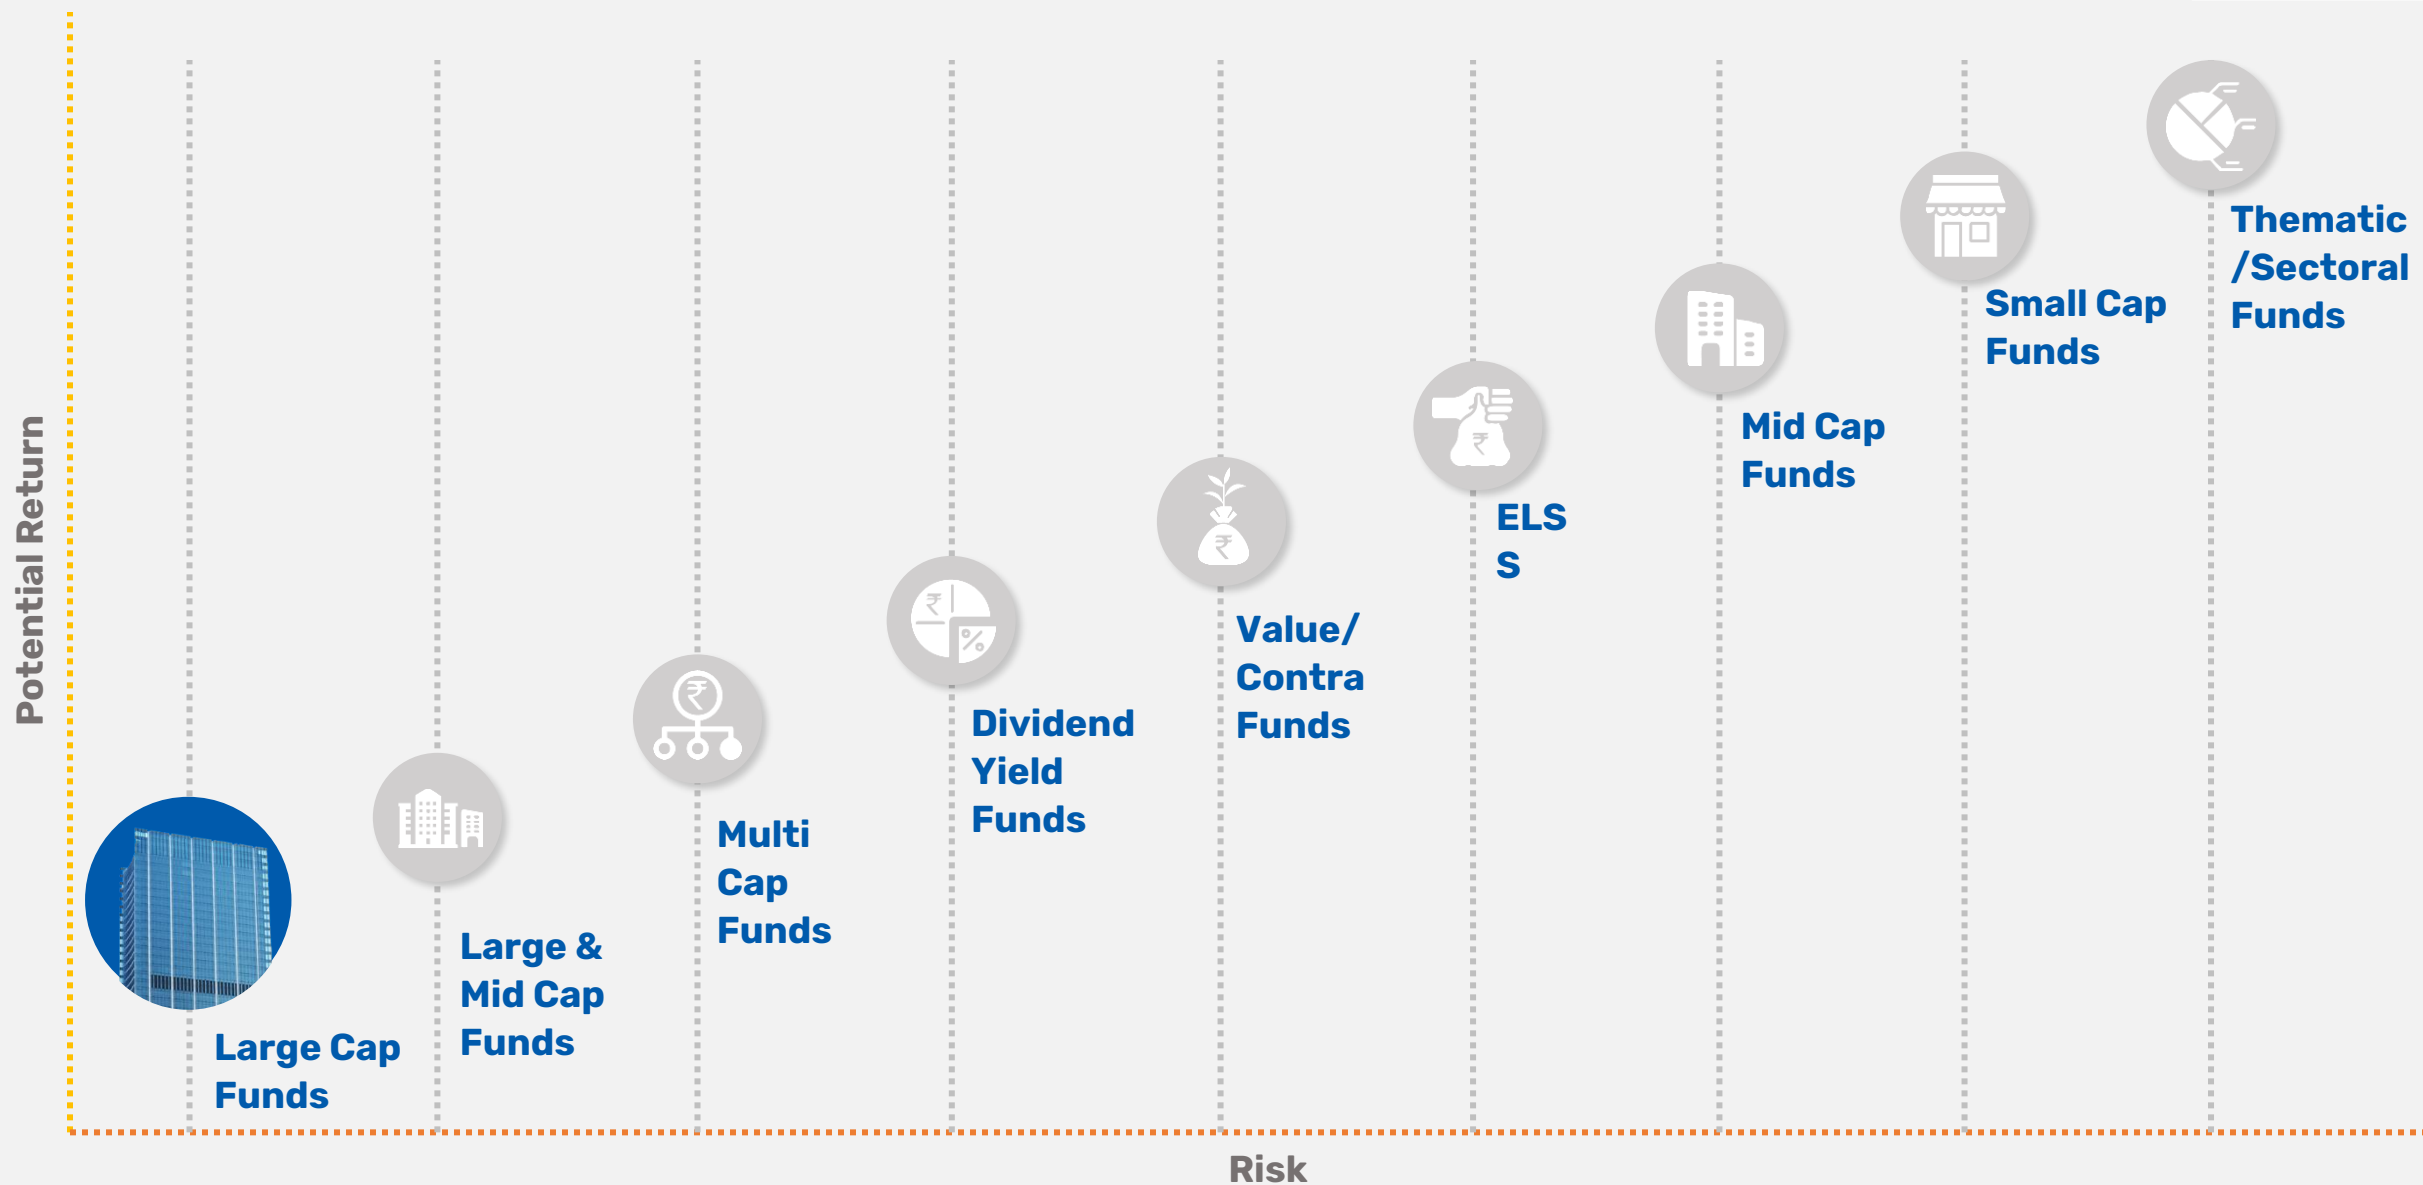 Potential Return
Large Cap
Funds
Large &
Mid Cap
Funds
Multi
Cap
Funds
₹
Dividend
Yield
Funds
₹
%
Value/
Contra
Funds
₹
ELS
S
₹
Mid Cap
Funds
Small Cap
Funds
Thematic
/Sectoral
Funds
Risk